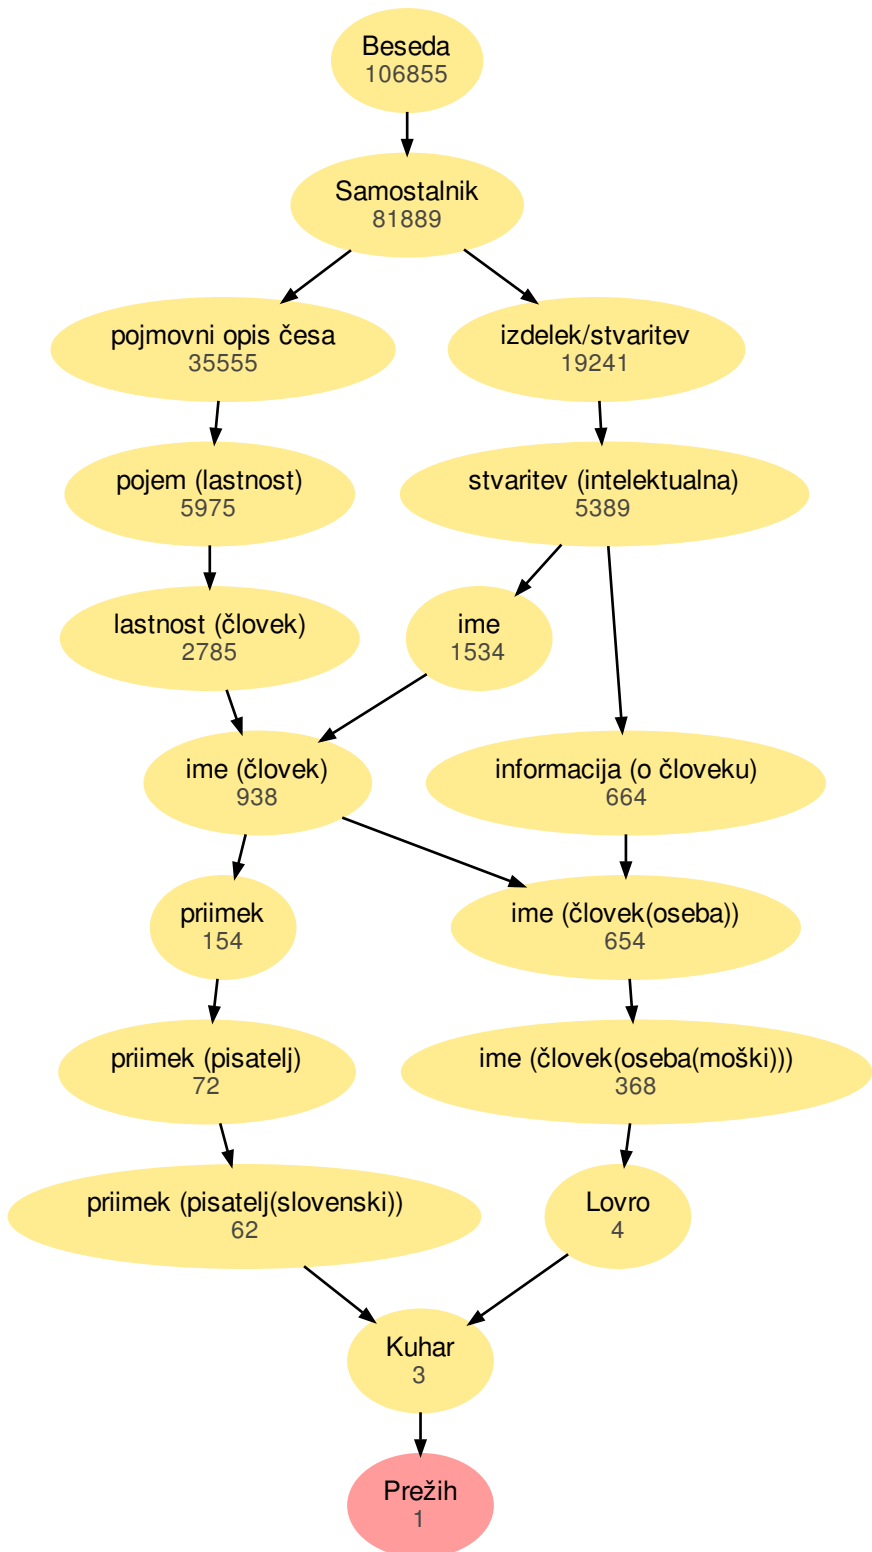 Beseda
106855
Samostalnik
81889
pojmovni opis česa
35555
izdelek/stvaritev
19241
pojem (lastnost)
5975
stvaritev (intelektualna)
5389
lastnost (človek)
2785
ime
1534
ime (človek)
938
informacija (o človeku)
664
priimek
154
ime (človek(oseba))
654
priimek (pisatelj)
72
ime (človek(oseba(moški)))
368
priimek (pisatelj(slovenski))
62
Lovro
4
Kuhar
3
Prežih
1